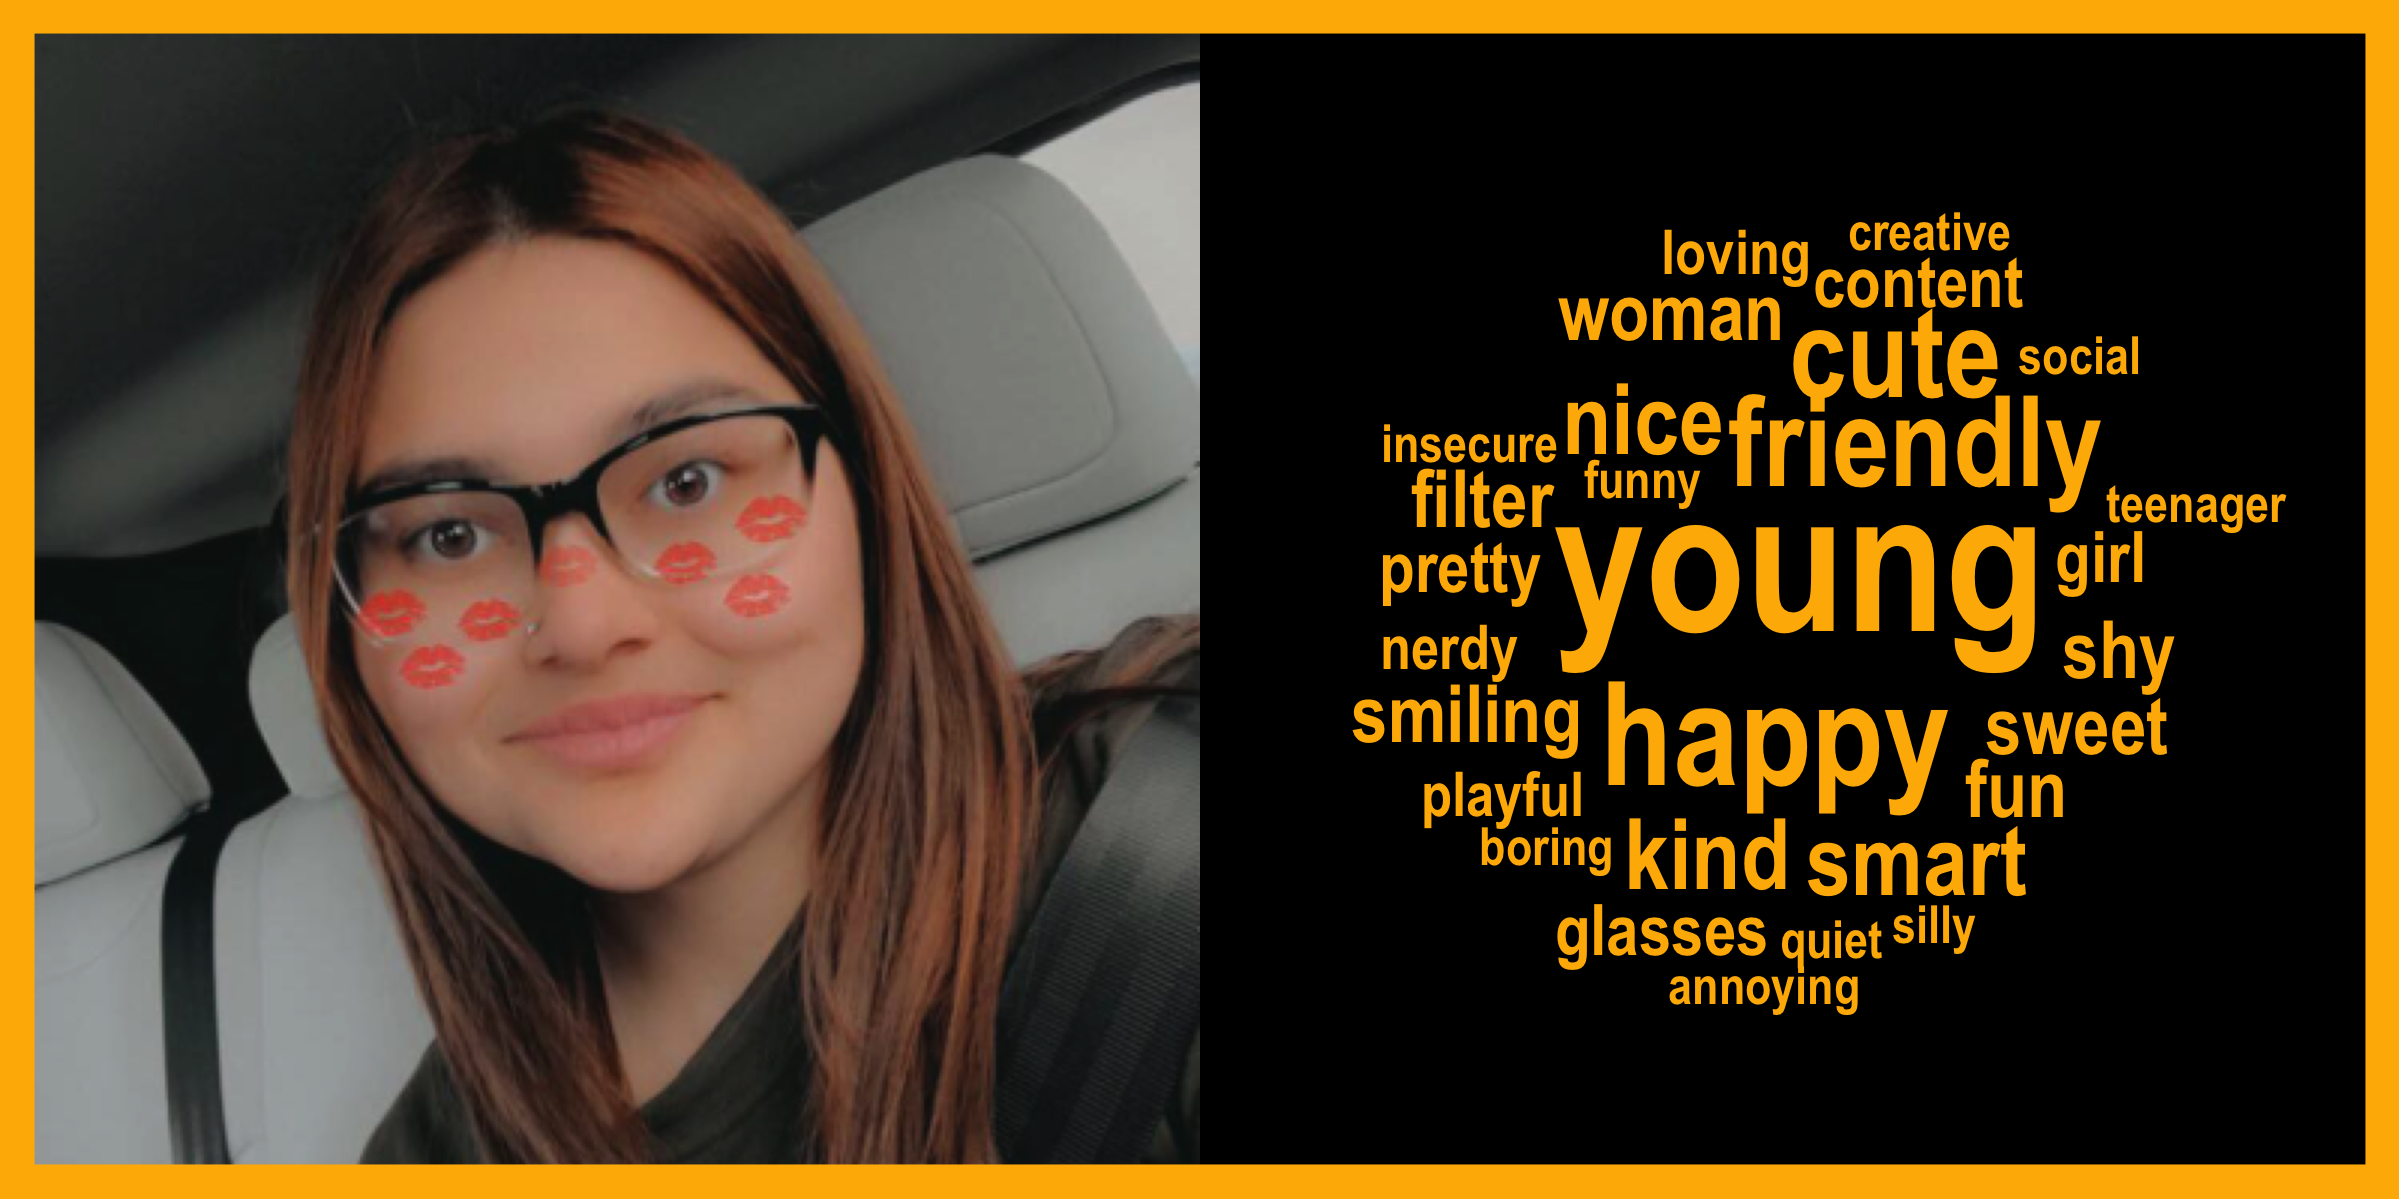 creative
loving
content
woman
cute
social
nice
friendly
insecure
funny
filter
teenager
young
pretty
girl
nerdy
shy
smiling
happy
sweet
playful
fun
boring
kind
smart
glasses
quiet
silly
annoying